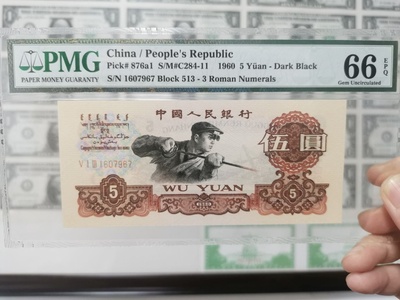 PMG
PAPER MONEY GUARANTY
China / People's Republic
Pick# 876a1 S/M#C284-11 1960 5 Yüan - Dark Black
S/N 1607967 Block 513 - 3 Roman Numerals
66 EPQ
Gem Uncirculated
中国人民银行
1607967
伍圓
5
WU YUAN
5